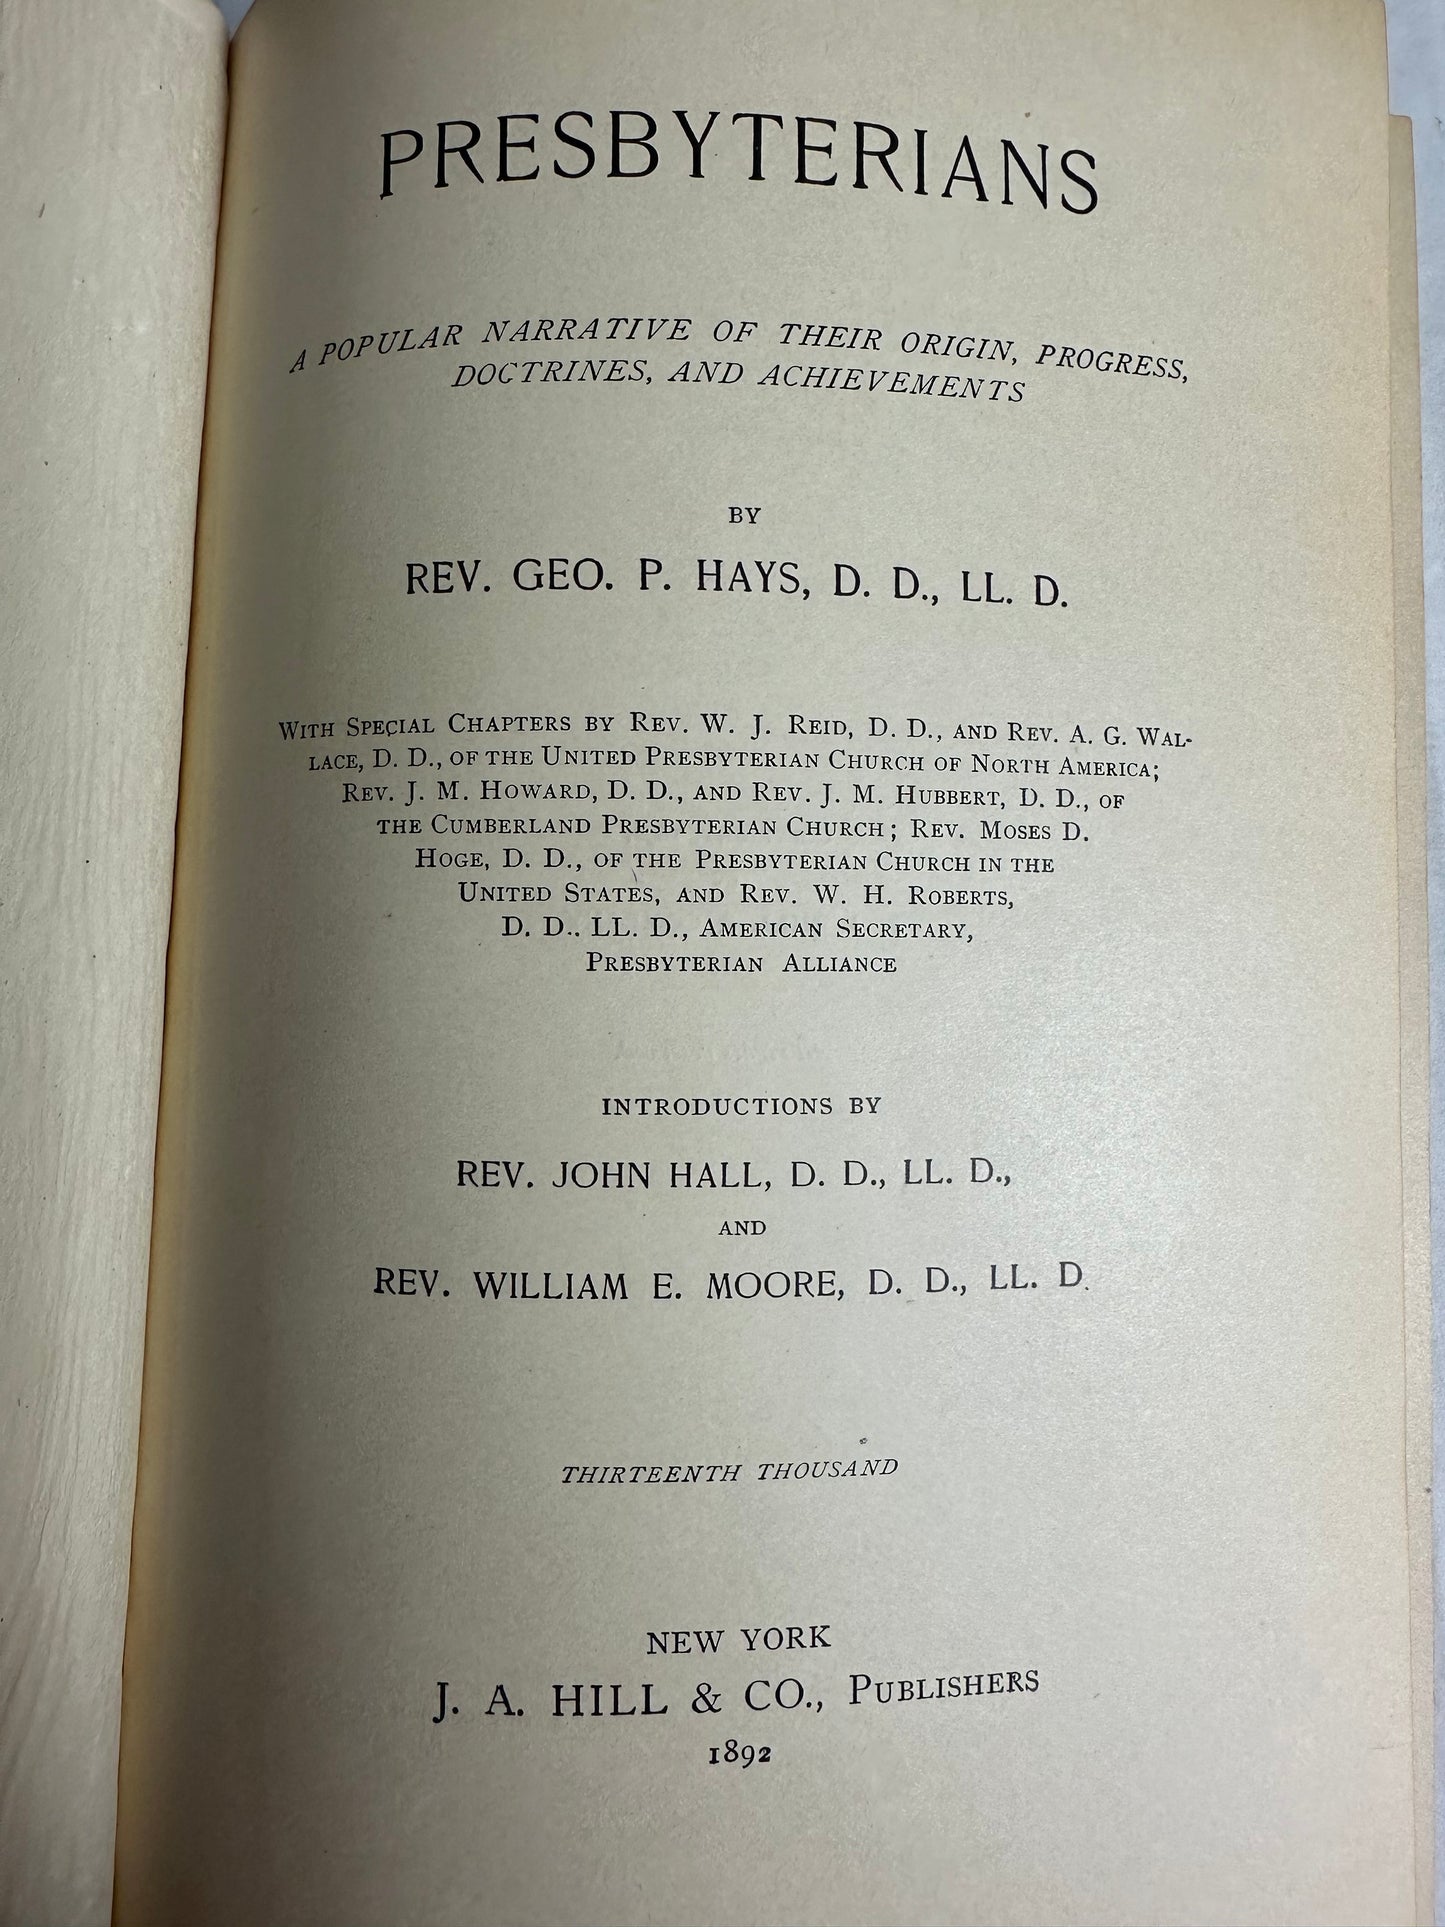 PRESBYTERIANS
A POPULAR NARRATIVE OF THEIR ORIGIN, PROGRESS,
DOCTRINES, AND ACHIEVEMENTS
BY
REV. GEO. P. HAYS, D. D., LL. D.
WITH SPECIAL CHAPTERS BY REV. W. J. REID, D. D., AND REV. A. G. WAL-
LACE, D. D., OF THE UNITED PRESBYTERIAN CHURCH OF NORTH AMERICA;
REV. J. M. HOWARD, D. D., AND REV. J. M. HUBBERT, D. D., OF
THE CUMBERLAND PRESBYTERIAN CHURCH; REV. MOSES D.
HOGE, D. D., OF THE PRESBYTERIAN CHURCH IN THE
UNITED STATES, AND REV. W. H. ROBERTS,
D. D., LL. D., AMERICAN SECRETARY,
PRESBYTERIAN ALLIANCE
INTRODUCTIONS BY
REV. JOHN HALL, D. D., LL. D.,
AND
REV. WILLIAM E. MOORE, D. D., LL. D.
THIRTEENTH THOUSAND
NEW YORK
J. A. HILL & CO., PUBLISHERS
1892